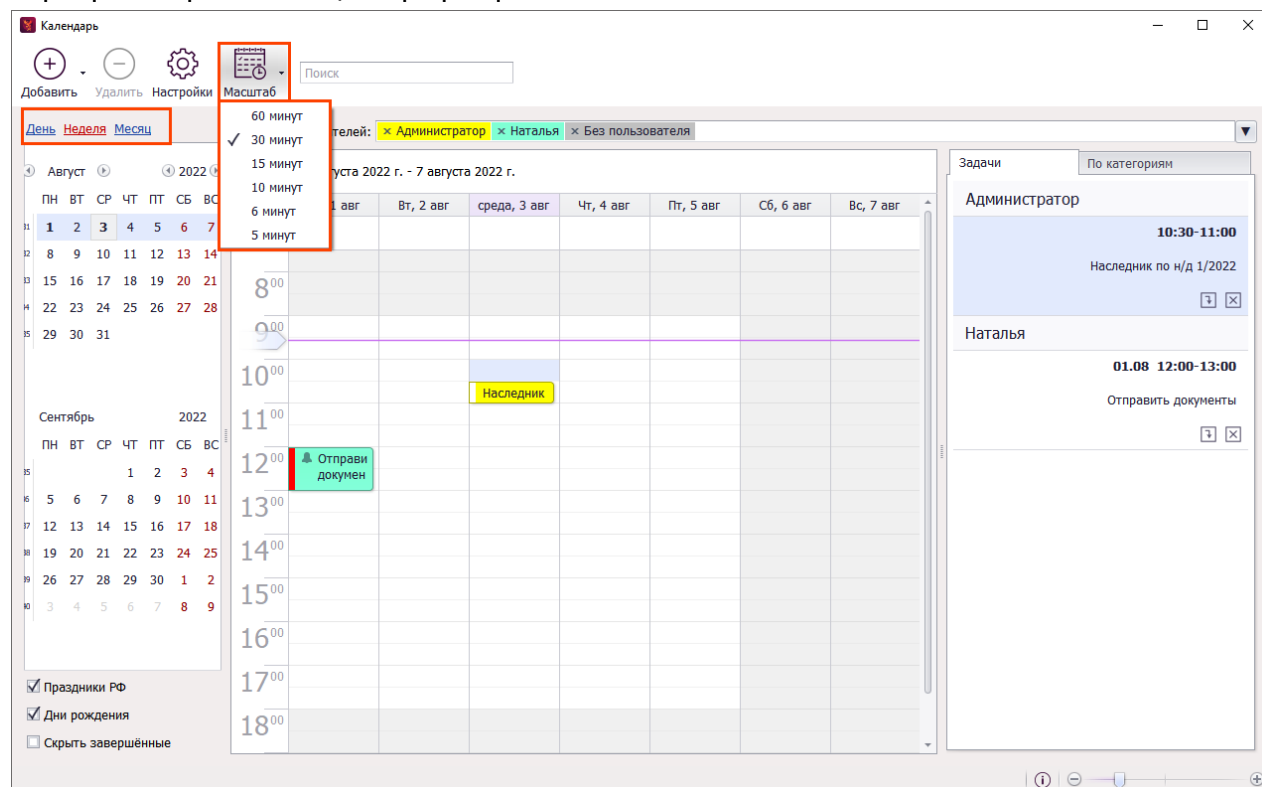 Календарь
Добавить Удалить Настройки Масштаб
Поиск
60 минут
30 минут
15 минут
10 минут
6 минут
5 минут
День Неделя Месяц
телей: × Администратор × Наталья × Без пользователя
Август 2022
ПН ВТ СР ЧТ ПТ СБ ВС
1 2 3 4 5 6 7
8 9 10 11 12 13 14
15 16 17 18 19 20 21
22 23 24 25 26 27 28
29 30 31
Сентябрь 2022
ПН ВТ СР ЧТ ПТ СБ ВС
1 2 3 4
5 6 7 8 9 10 11
12 13 14 15 16 17 18
19 20 21 22 23 24 25
26 27 28 29 30 1 2
3 4 5 6 7 8 9
Праздники РФ
Дни рождения
Скрыть завершённые
густа 2022 г. - 7 августа 2022 г.
1 авг Вт, 2 авг среда, 3 авг Чт, 4 авг Пт, 5 авг Сб, 6 авг Вс, 7 авг
8 00
9 00
10 00
Наследник
11 00
12 00
Отправи
докумен
13 00
14 00
15 00
16 00
17 00
18 00
Задачи По категориям
Администратор
10:30-11:00
Наследник по н/д 1/2022
Наталья
01.08 12:00-13:00
Отправить документы